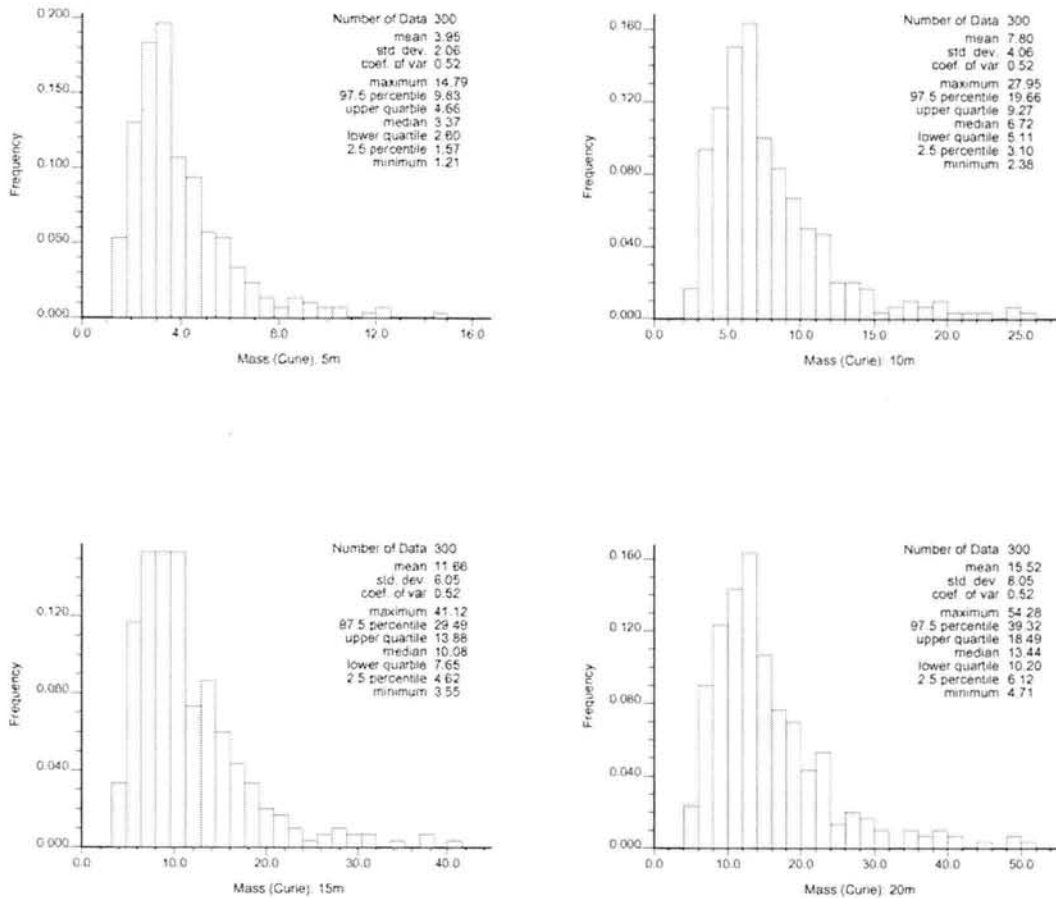 0.200
0.150
0.100
0.050
0.000
Frequency
0.0 4.0 8.0 12.0 16.0
Mass (Curie): 5m
Number of Data 300
mean 3.95
std. dev. 2.06
coef. of var 0.52
maximum 14.79
97.5 percentile 9.83
upper quartile 4.66
median 3.37
lower quartile 2.60
2.5 percentile 1.57
minimum 1.21
0.160
0.120
0.080
0.040
0.000
Frequency
0.0 5.0 10.0 15.0 20.0 25.0
Mass (Curie): 10m
Number of Data 300
mean 7.80
std. dev. 4.06
coef. of var 0.52
maximum 27.95
97.5 percentile 19.66
upper quartile 9.27
median 6.72
lower quartile 5.11
2.5 percentile 3.10
minimum 2.38
0.120
0.080
0.040
0.000
Frequency
0.0 10.0 20.0 30.0 40.0
Mass (Curie): 15m
Number of Data 300
mean 11.66
std. dev. 6.05
coef. of var 0.52
maximum 41.12
97.5 percentile 29.49
upper quartile 13.88
median 10.08
lower quartile 7.65
2.5 percentile 4.62
minimum 3.55
0.160
0.120
0.080
0.040
0.000
Frequency
0.0 10.0 20.0 30.0 40.0 50.0
Mass (Curie): 20m
Number of Data 300
mean 15.52
std. dev. 8.05
coef. of var 0.52
maximum 54.28
97.5 percentile 39.32
upper quartile 18.49
median 13.44
lower quartile 10.20
2.5 percentile 6.12
minimum 4.71